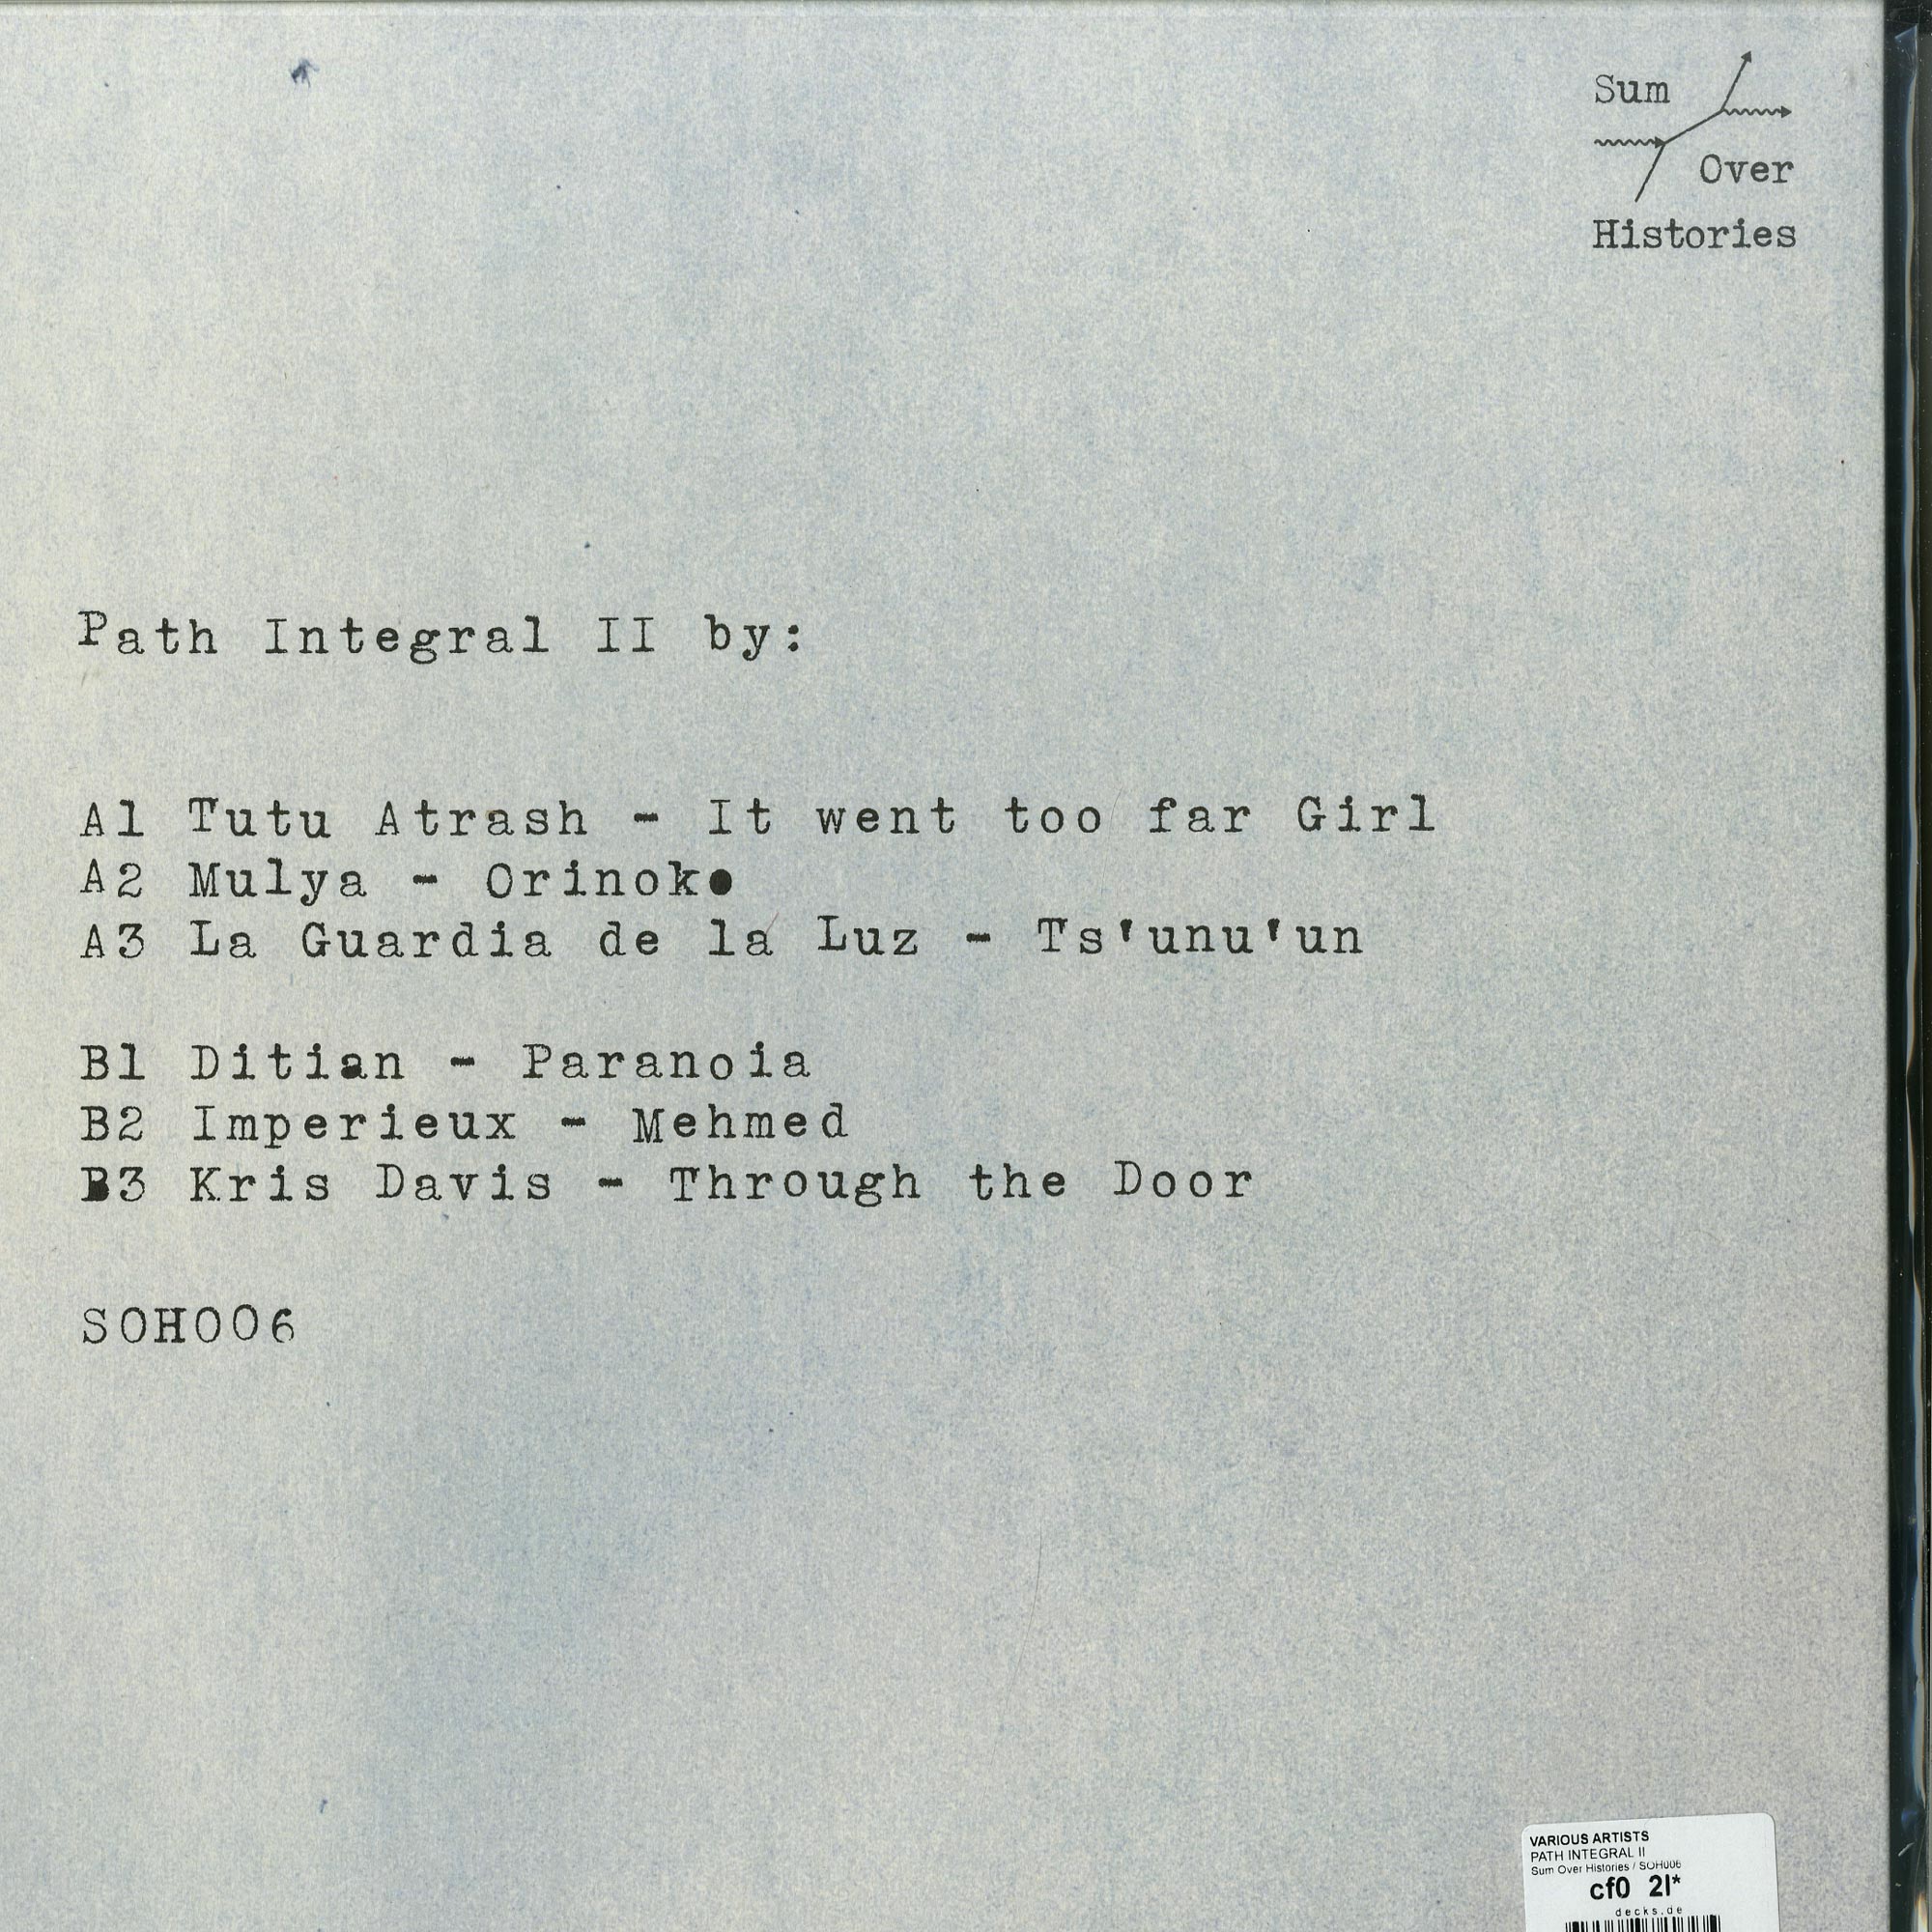 Sum
Over
Histories
Path Integral II by:
A1 Tutu Atrash - It went too far Girl
A2 Mulya - Orinoko
A3 La Guardia de la Luz - Ts'unu'un
B1 Ditian - Paranoia
B2 Imperieux - Mehmed
B3 Kris Davis - Through the Door
SOH006
VARIOUS ARTISTS
PATH INTEGRAL II
Sum Over Histories / SOH006
cf0 2l*
decks.de